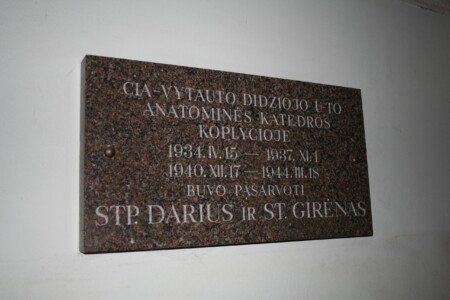 ČIA-VYTAUTO DIDŽIOJO U-TO
ANATOMINĖS KATEDROS
KOPLYČIOJE
1934.IV.15 — 1937.XI.1
1940.XII.17 — 1944.III.18
BUVO PAŠARVOTI
STP. DARIUS IR ST. GIRĖNAS